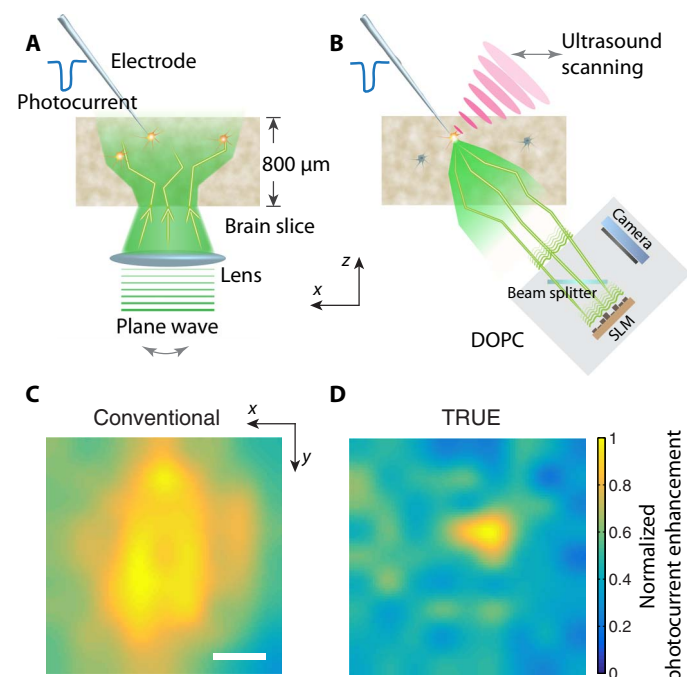 A
Electrode
Photocurrent
800 μm
Brain slice
Lens
Plane wave
x
z
B
Ultrasound
scanning
Camera
Beam splitter
SLM
DOPC
C
Conventional
x
y
D
TRUE
1
0.8
0.6
0.4
0.2
0
Normalized
photocurrent enhancement